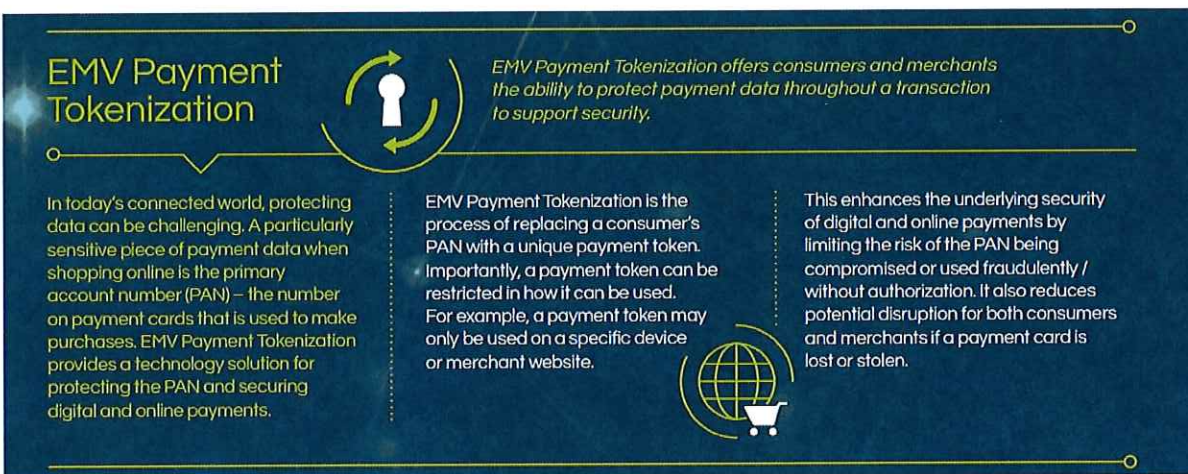 EMV Payment
Tokenization
EMV Payment Tokenization offers consumers and merchants
the ability to protect payment data throughout a transaction
to support security.
In today's connected world, protecting
data can be challenging. A particularly
sensitive piece of payment data when
shopping online is the primary
account number (PAN) – the number
on payment cards that is used to make
purchases. EMV Payment Tokenization
provides a technology solution for
protecting the PAN and securing
digital and online payments.
EMV Payment Tokenization is the
process of replacing a consumer's
PAN with a unique payment token.
Importantly, a payment token can be
restricted in how it can be used.
For example, a payment token may
only be used on a specific device
or merchant website.
This enhances the underlying security
of digital and online payments by
limiting the risk of the PAN being
compromised or used fraudulently /
without authorization. It also reduces
potential disruption for both consumers
and merchants if a payment card is
lost or stolen.